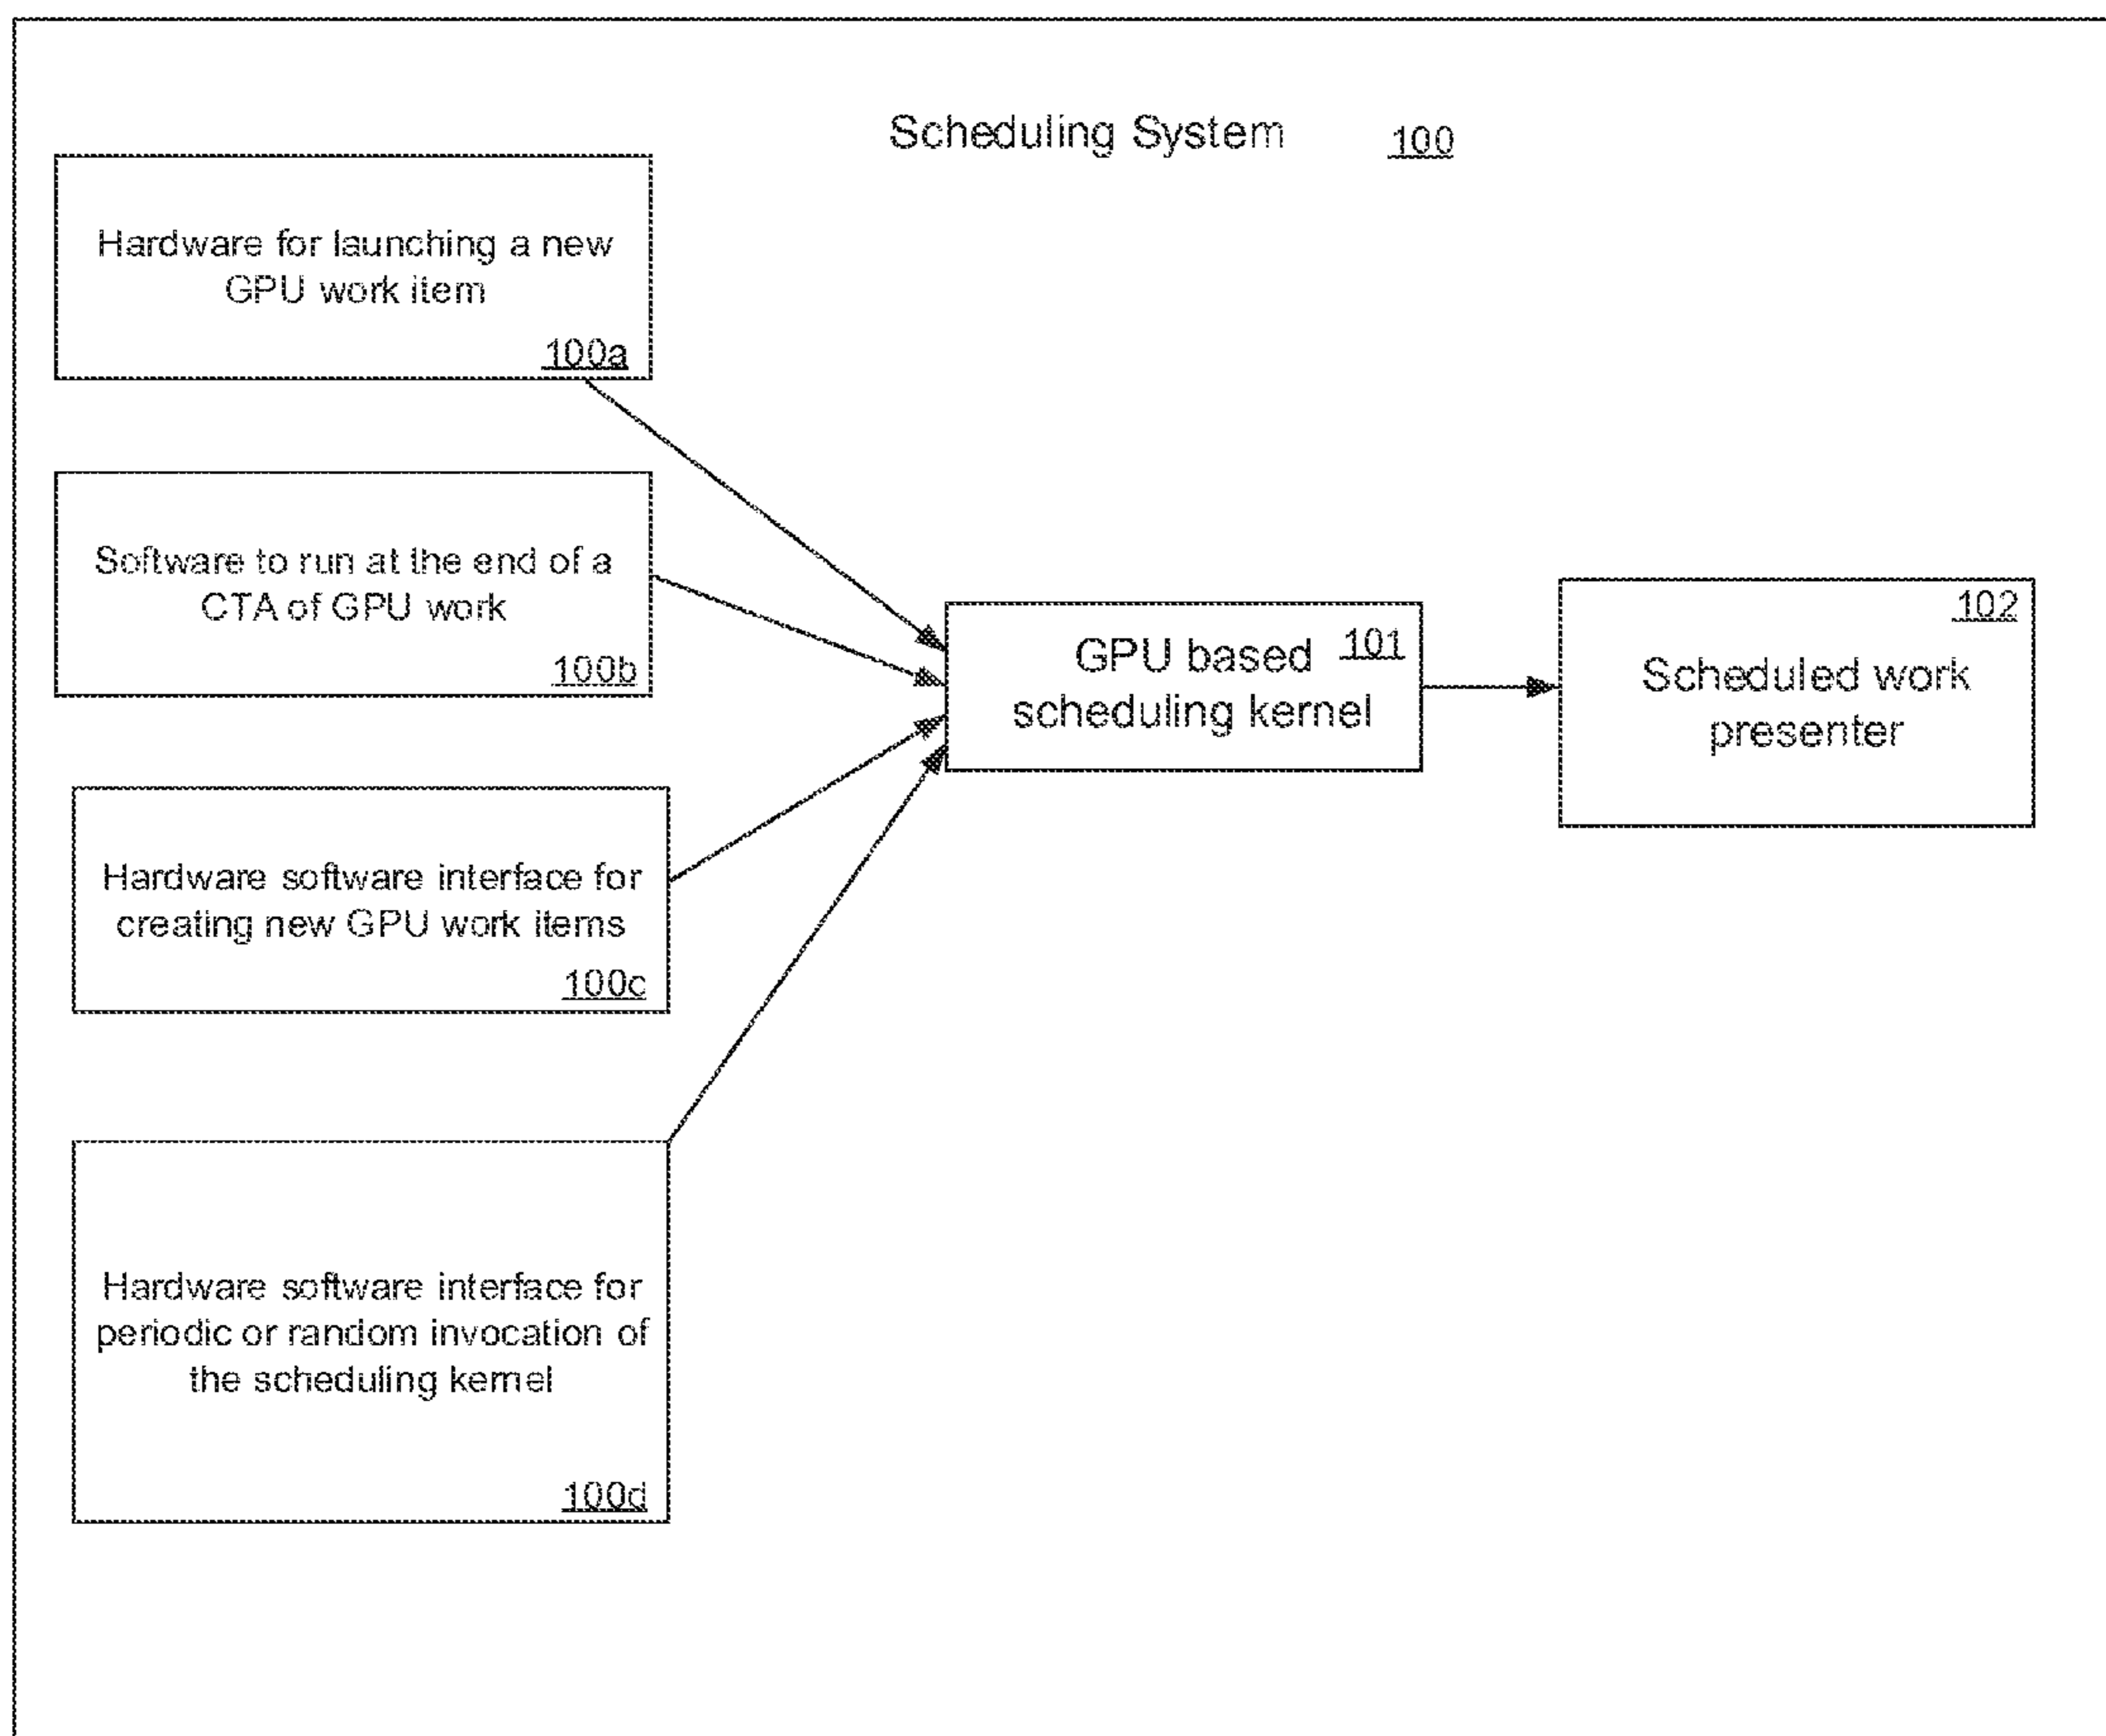 Scheduling System 100
Hardware for launching a new
GPU work item
100a
Software to run at the end of a
CTA of GPU work
100b
Hardware software interface for
creating new GPU work items
100c
Hardware software interface for
periodic or random invocation of
the scheduling kernel
100d
GPU based 101
scheduling kernel
102
Scheduled work
presenter